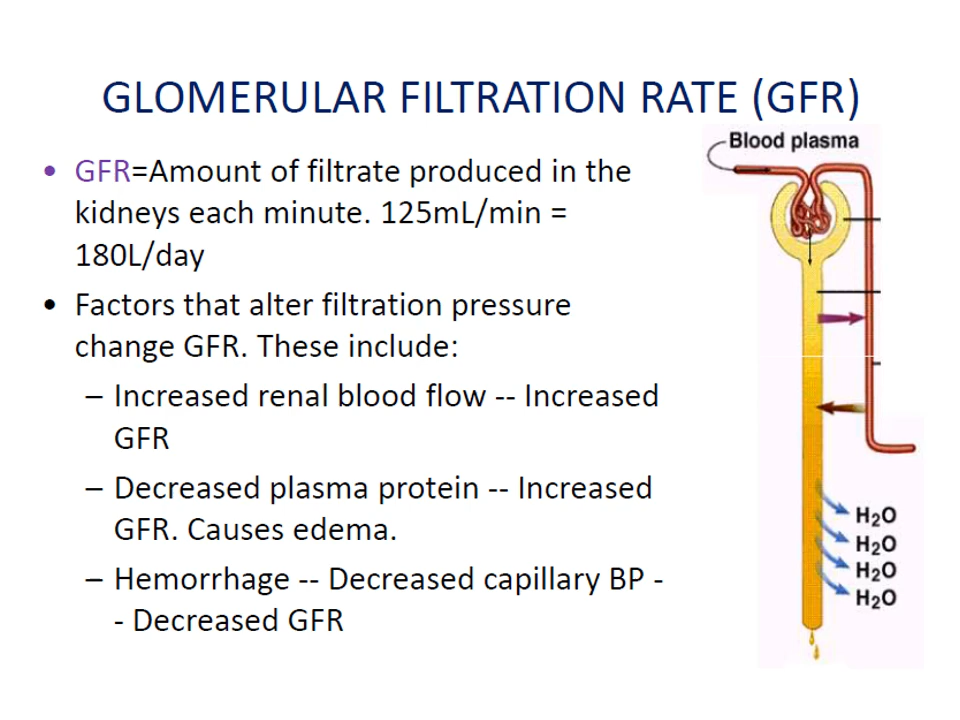 GLOMERULAR FILTRATION RATE (GFR)
• GFR=Amount of filtrate produced in the
kidneys each minute. 125mL/min =
180L/day
• Factors that alter filtration pressure
change GFR. These include:
– Increased renal blood flow -- Increased
GFR
– Decreased plasma protein -- Increased
GFR. Causes edema.
– Hemorrhage -- Decreased capillary BP -
- Decreased GFR
Blood plasma
H₂O
H₂O
H₂O
H₂O